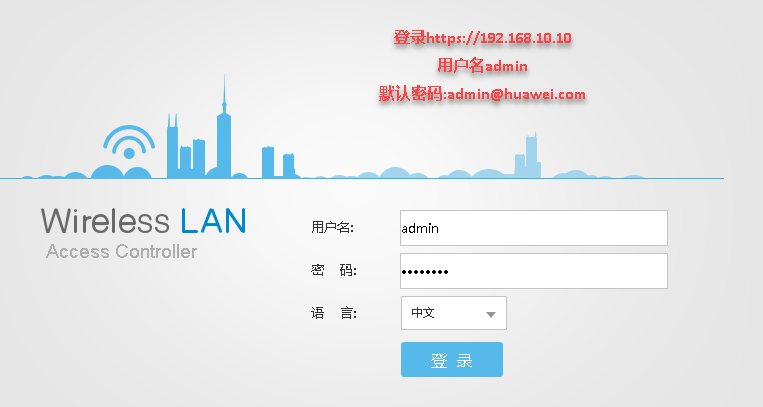 登录https://192.168.10.10
用户名admin
默认密码:admin@huawei.com
Wireless LAN
Access Controller
用户名: admin
密 码: ••••••••
语 言: 中文
登 录